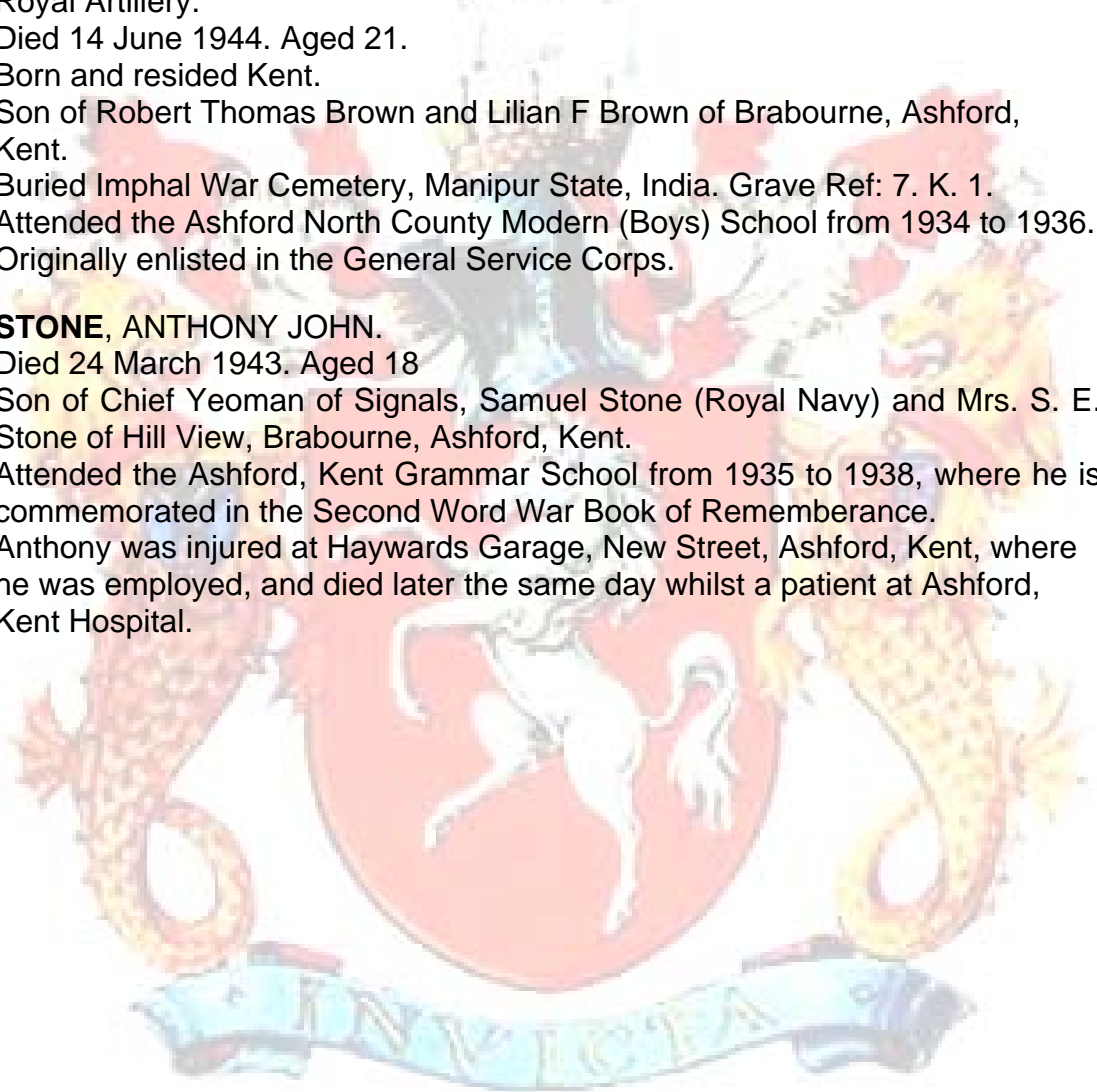 Royal Artillery.
Died 14 June 1944. Aged 21.
Born and resided Kent.
Son of Robert Thomas Brown and Lilian F Brown of Brabourne, Ashford,
Kent.
Buried Imphal War Cemetery, Manipur State, India. Grave Ref: 7. K. 1.
Attended the Ashford North County Modern (Boys) School from 1934 to 1936.
Originally enlisted in the General Service Corps.
STONE, ANTHONY JOHN.
Died 24 March 1943. Aged 18
Son of Chief Yeoman of Signals, Samuel Stone (Royal Navy) and Mrs. S. E.
Stone of Hill View, Brabourne, Ashford, Kent.
Attended the Ashford, Kent Grammar School from 1935 to 1938, where he is
commemorated in the Second Word War Book of Rememberance.
Anthony was injured at Haywards Garage, New Street, Ashford, Kent, where
he was employed, and died later the same day whilst a patient at Ashford,
Kent Hospital.
INVICTA